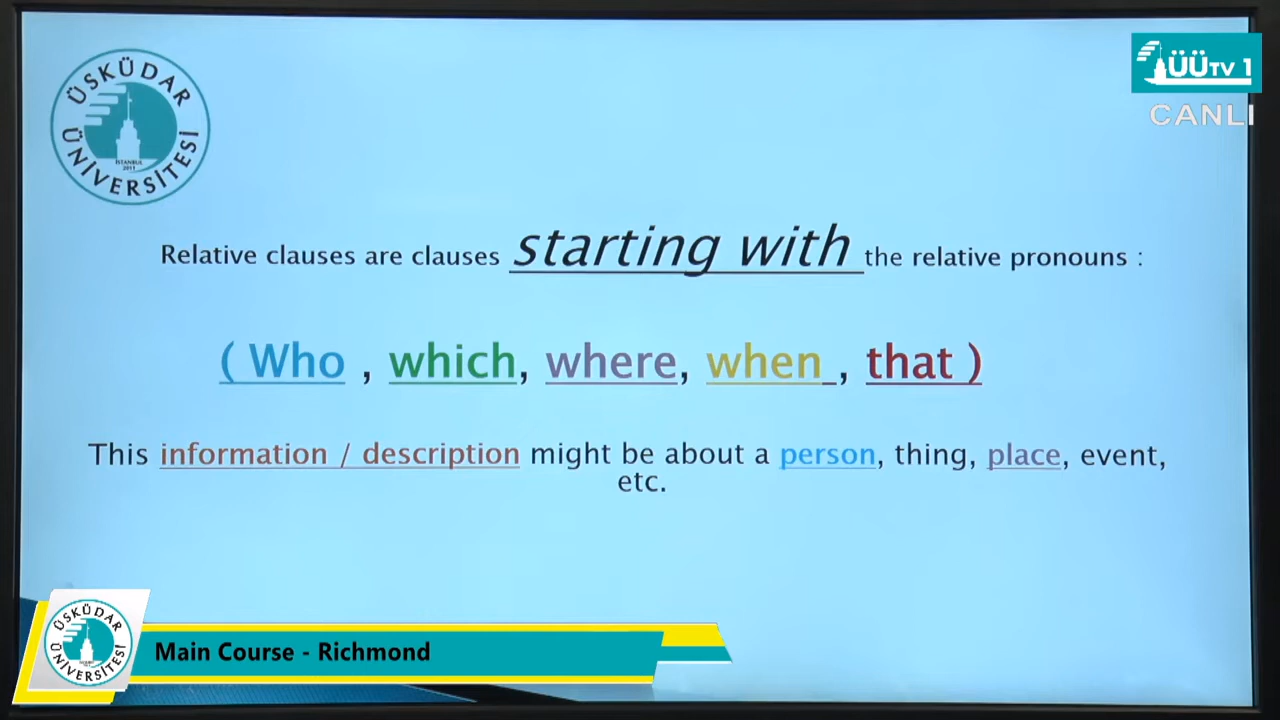 ÜSKÜDAR
ÜNİVERSİTESİ
İSTANBUL
2011
ÜÜTV 1
CANLI
Relative clauses are clauses starting with the relative pronouns :
( Who , which, where, when , that )
This information / description might be about a person, thing, place, event,
etc.
ÜSKÜDAR
ÜNİVERSİTESİ
Main Course - Richmond